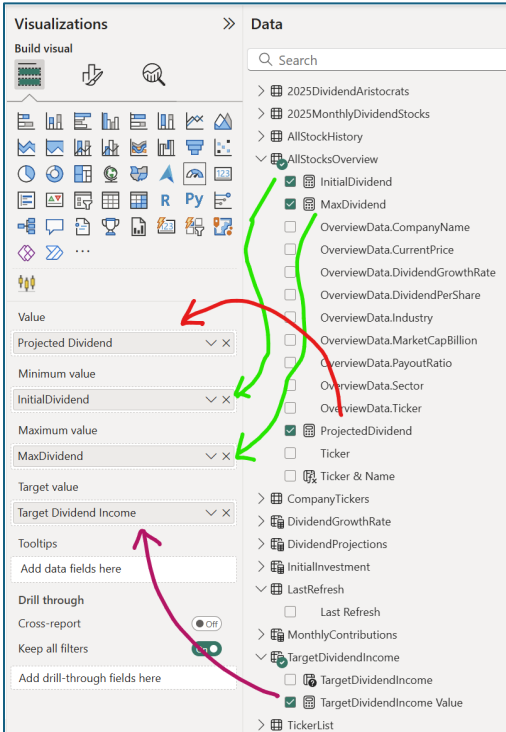 Visualizations
Build visual
123
R
Py
123
...
Value
Projected Dividend
Minimum value
InitialDividend
Maximum value
MaxDividend
Target value
Target Dividend Income
Tooltips
Add data fields here
Drill through
Cross-report
Off
Keep all filters
On
Add drill-through fields here
Data
Search
2025DividendAristocrats
2025MonthlyDividendStocks
AllStockHistory
AllStocksOverview
InitialDividend
MaxDividend
OverviewData.CompanyName
OverviewData.CurrentPrice
OverviewData.DividendGrowthRate
OverviewData.DividendPerShare
OverviewData.Industry
OverviewData.MarketCapBillion
OverviewData.PayoutRatio
OverviewData.Sector
OverviewData.Ticker
ProjectedDividend
Ticker
Ticker & Name
CompanyTickers
DividendGrowthRate
DividendProjections
InitialInvestment
LastRefresh
Last Refresh
MonthlyContributions
TargetDividendIncome
TargetDividendIncome
TargetDividendIncome Value
TickerList